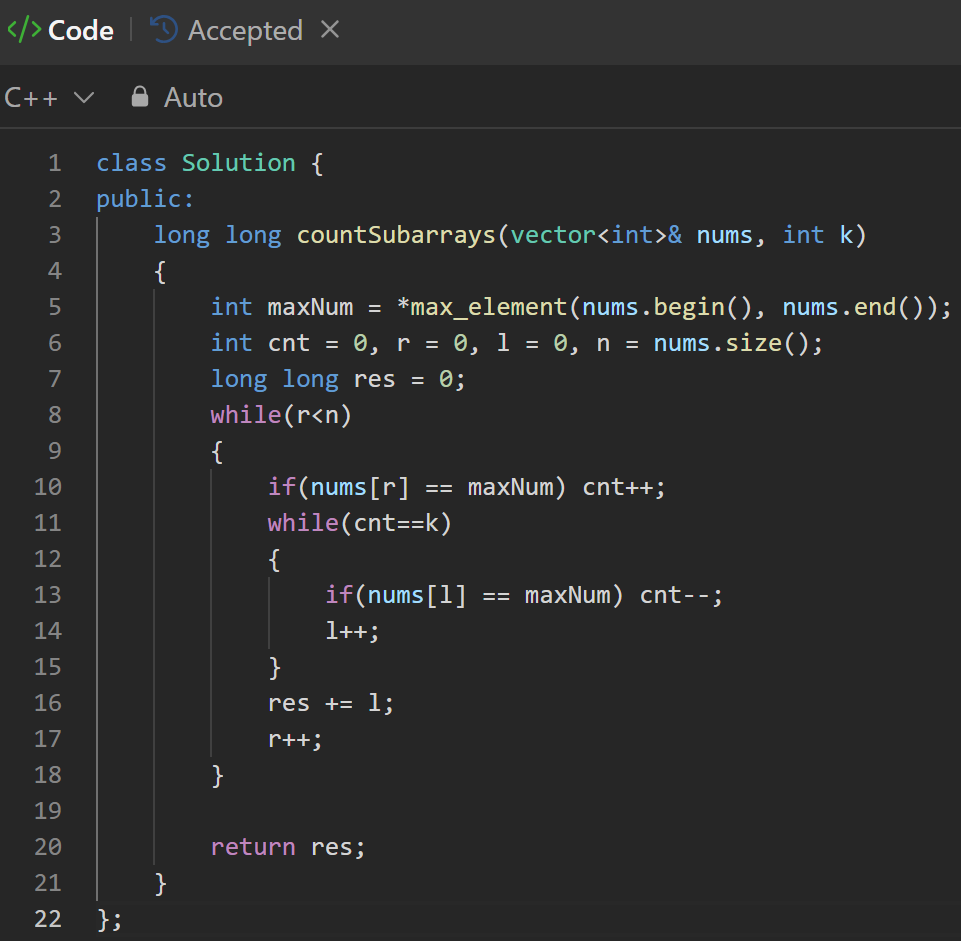 </> Code | Accepted ×
C++ Auto
1 class Solution {
2 public:
3     long long countSubarrays(vector<int>& nums, int k)
4     {
5         int maxNum = *max_element(nums.begin(), nums.end());
6         int cnt = 0, r = 0, l = 0, n = nums.size();
7         long long res = 0;
8         while(r<n)
9         {
10             if(nums[r] == maxNum) cnt++;
11             while(cnt==k)
12             {
13                 if(nums[l] == maxNum) cnt--;
14                 l++;
15             }
16             res += l;
17             r++;
18         }
19
20         return res;
21     }
22 };